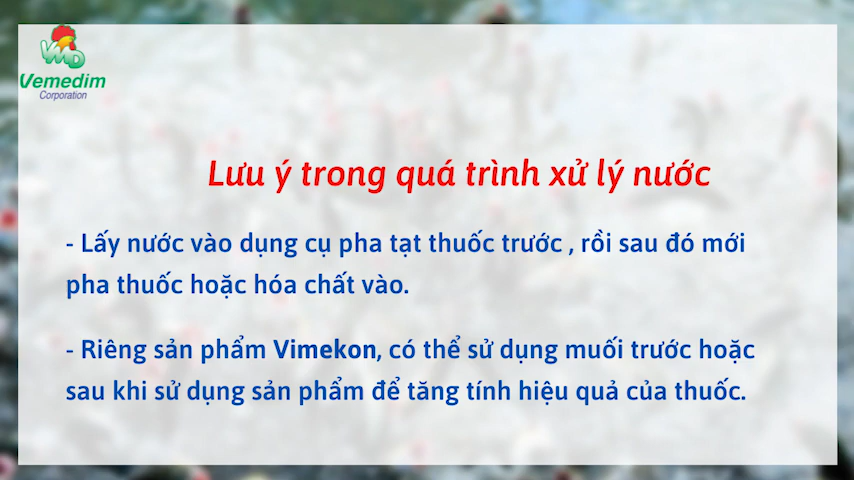 VMD
Vemedim
Corporation
Lưu ý trong quá trình xử lý nước
- Lấy nước vào dụng cụ pha tạt thuốc trước , rồi sau đó mới
pha thuốc hoặc hóa chất vào.
- Riêng sản phẩm Vimekon, có thể sử dụng muối trước hoặc
sau khi sử dụng sản phẩm để tăng tính hiệu quả của thuốc.